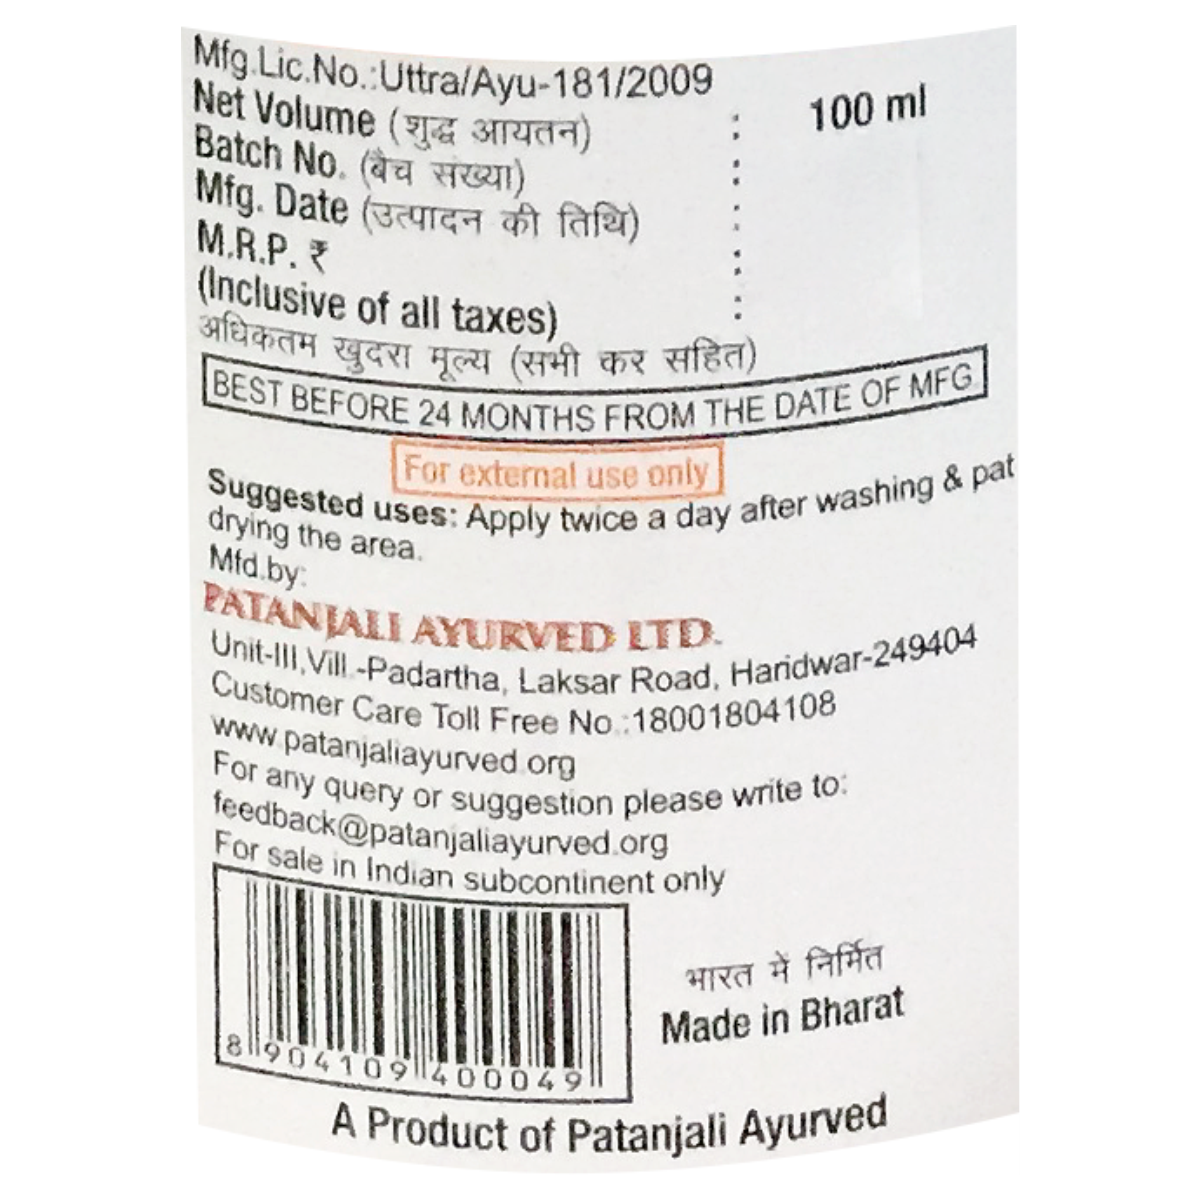 Mfg.Lic.No.:Uttra/Ayu-181/2009
Net Volume (शुद्ध आयतन) : 100 ml
Batch No. (बैच संख्या) :
Mfg. Date (उत्पादन की तिथि) :
M.R.P. ₹ :
(Inclusive of all taxes) :
अधिकतम खुदरा मूल्य (सभी कर सहित)
BEST BEFORE 24 MONTHS FROM THE DATE OF MFG.
For external use only
Suggested uses: Apply twice a day after washing & pat
drying the area.
Mfd.by:
PATANJALI AYURVED LTD.
Unit-III,Vill.-Padartha, Laksar Road, Haridwar-249404
Customer Care Toll Free No.:18001804108
www.patanjaliayurved.org
For any query or suggestion please write to:
feedback@patanjaliayurved.org
For sale in Indian subcontinent only
8 904109 400049
भारत में निर्मित
Made in Bharat
A Product of Patanjali Ayurved